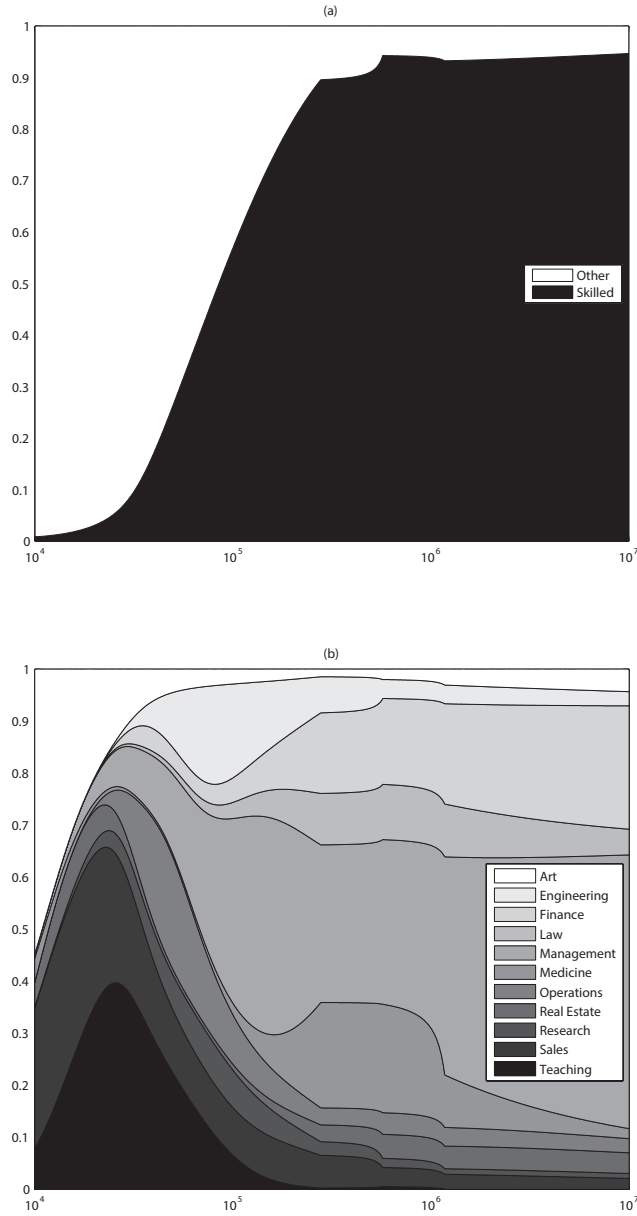 (a)
1
0.9
0.8
0.7
0.6
0.5
0.4
0.3
0.2
0.1
0
10^4
10^5
10^6
10^7
Other
Skilled
(b)
1
0.9
0.8
0.7
0.6
0.5
0.4
0.3
0.2
0.1
0
10^4
10^5
10^6
10^7
Art
Engineering
Finance
Law
Management
Medicine
Operations
Real Estate
Research
Sales
Teaching